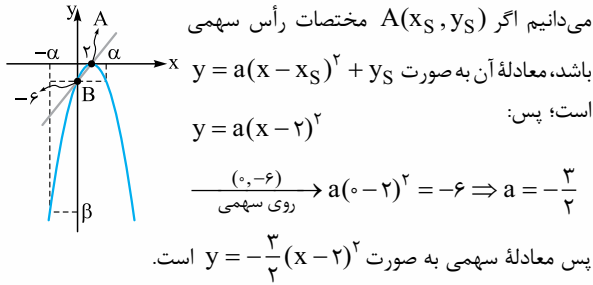 می‌دانیم اگر A(x_S , y_S) مختصات رأس سهمی
باشد، معادلهٔ آن به صورت y = a(x − x_S)^۲ + y_S
است؛ پس:
y = a(x − ۲)^۲
(۰, −۶)
روی سهمی
→ a(۰ − ۲)^۲ = −۶ ⇒ a = −۳/۲
پس معادلهٔ سهمی به صورت y = −۳/۲ (x − ۲)^۲ است.
y
A
−α
۲
α
x
−۶
B
β